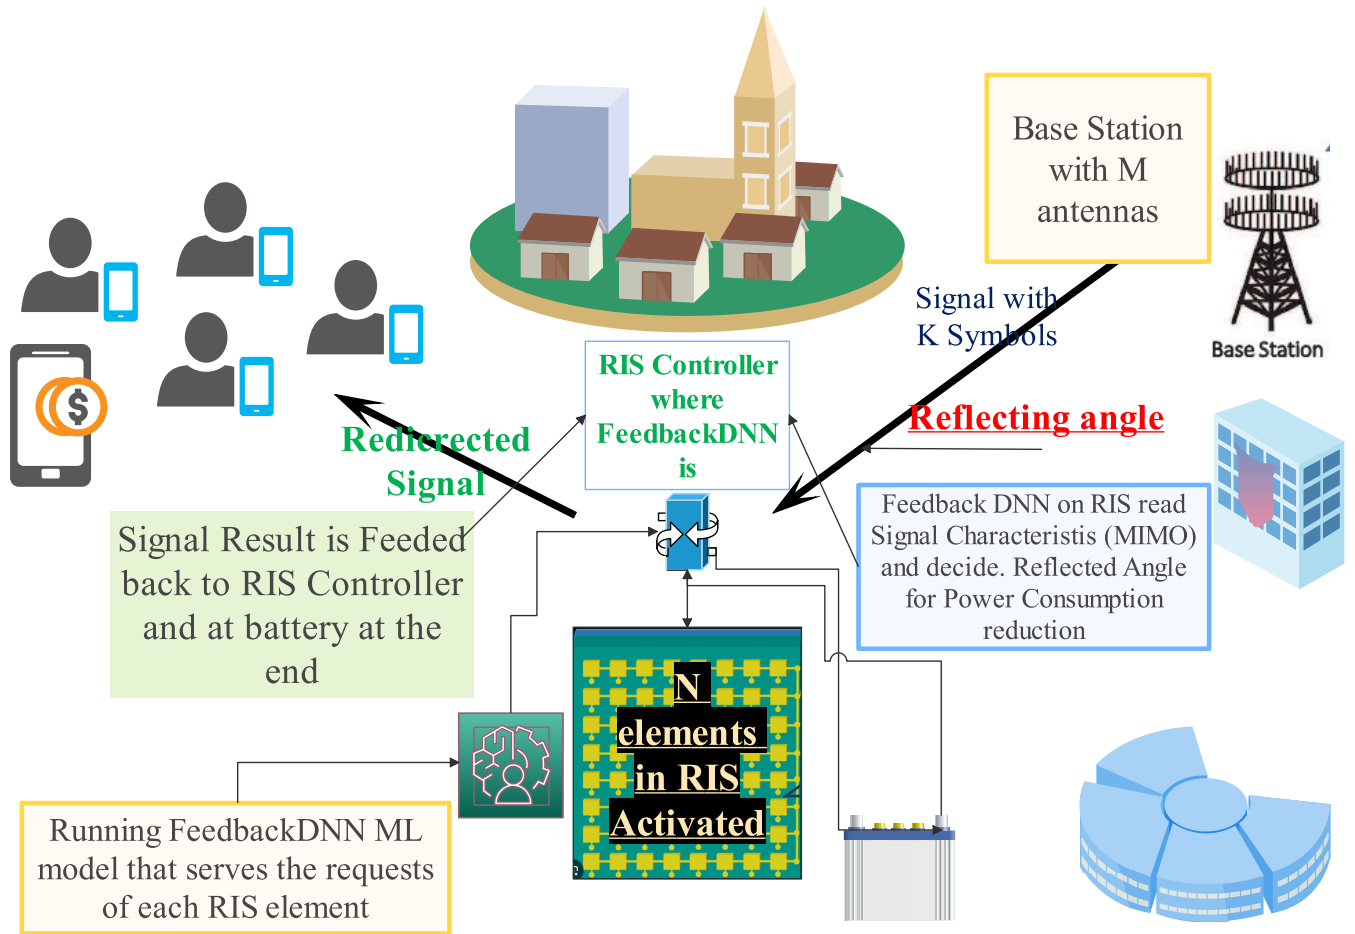 Base Station
with M
antennas
Base Station
Signal with
K Symbols
RIS Controller
where
FeedbackDNN
is
Reflecting angle
Redicrected
Signal
Signal Result is Feeded
back to RIS Controller
and at battery at the
end
Feedback DNN on RIS read
Signal Characteristis (MIMO)
and decide. Reflected Angle
for Power Consumption
reduction
N
elements
in RIS
Activated
Running FeedbackDNN ML
model that serves the requests
of each RIS element
$